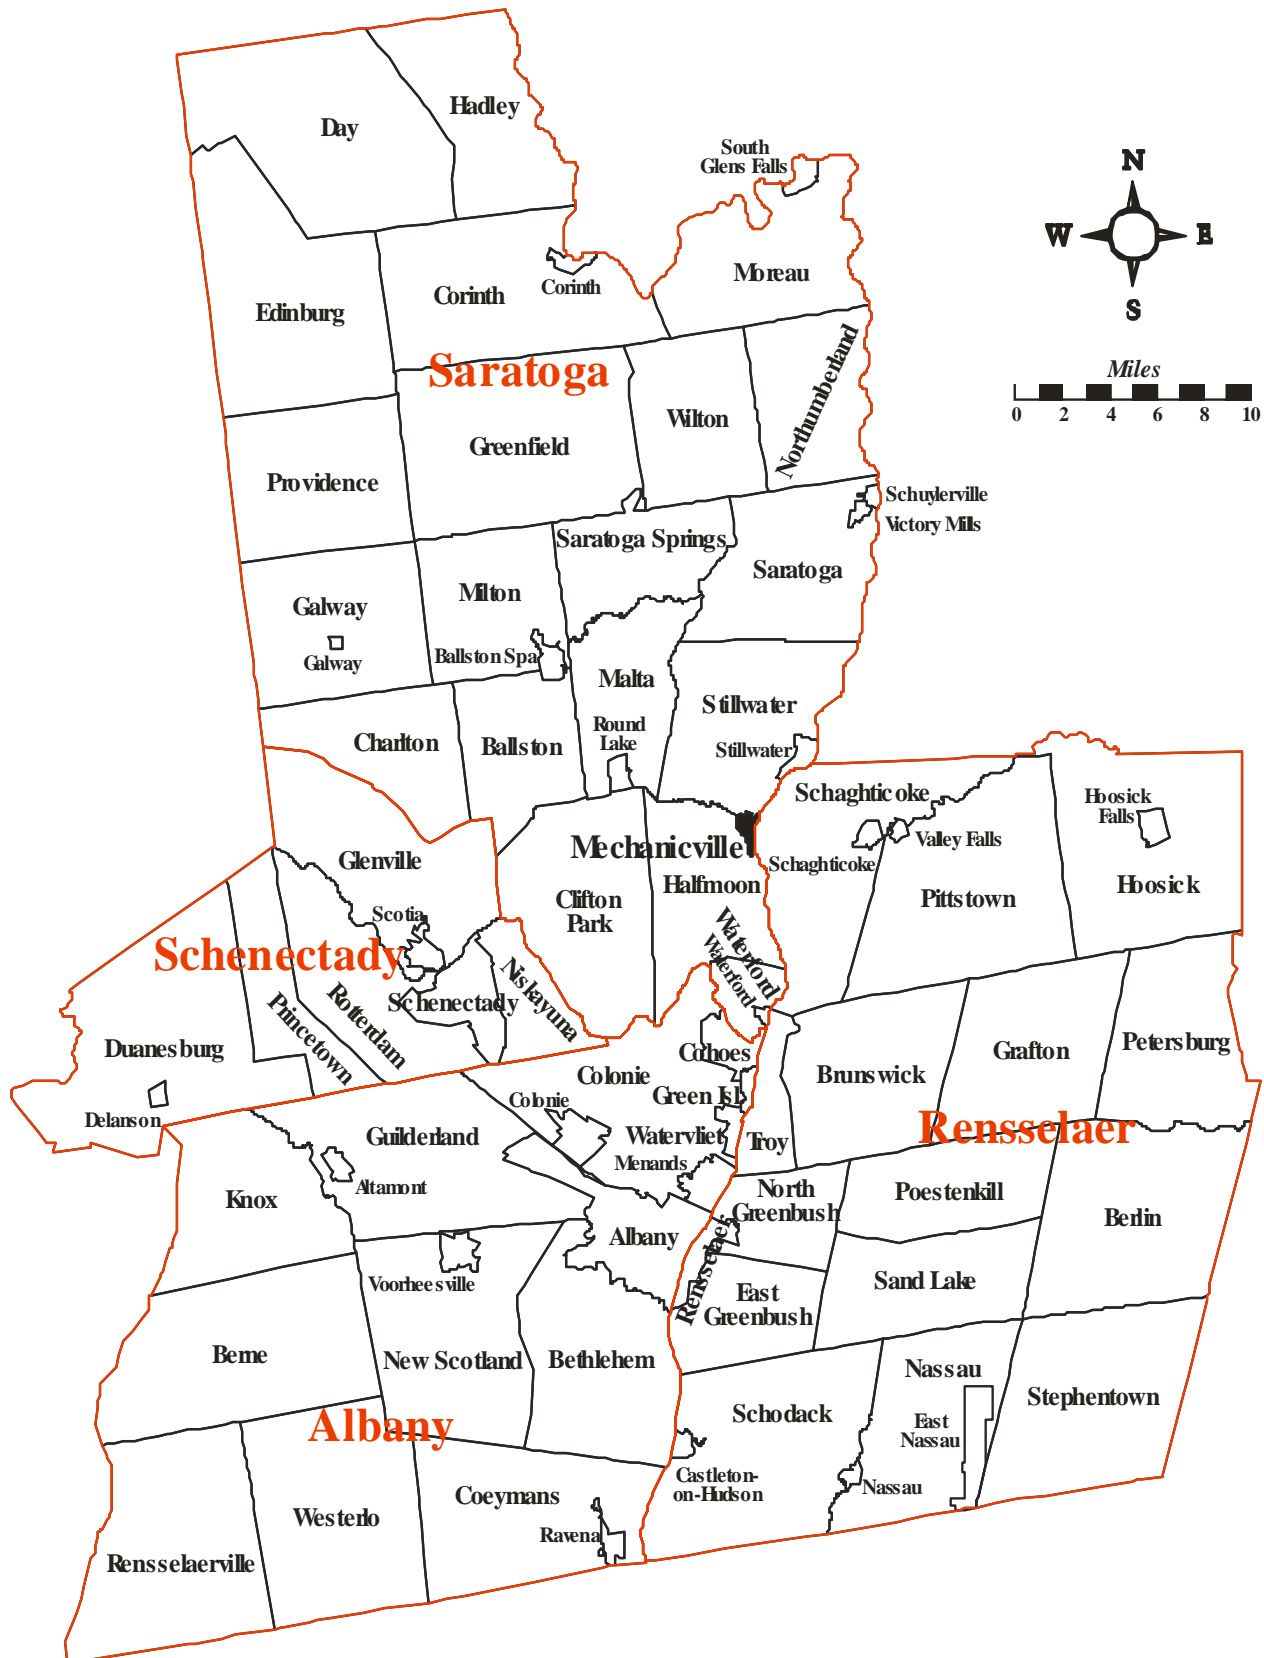 Hadley
Day
South
Glens Falls
N
W
E
S
Moreau
Corinth
Corinth
Edinburg
Saratoga
Miles
0 2 4 6 8 10
Northumberland
Wilton
Greenfield
Providence
Schuylerville
Victory Mills
Saratoga Springs
Saratoga
Milton
Galway
Galway
Ballston Spa
Malta
Stillwater
Round
Lake
Stillwater
Charlton
Ballston
Schaghticoke
Hoosick
Falls
Valley Falls
Schaghticoke
Mechanicville
Halfmoon
Glenville
Clifton
Park
Pittstown
Hoosick
Scotia
Schenectady
Waterford
Waterford
Niskayuna
Schenectady
Rotterdam
Princetown
Duanesburg
Delanson
Cohoes
Colonie
Green Isl.
Colonie
Watervliet
Menands
Troy
Brunswick
Grafton
Petersburg
Rensselaer
Guilderland
Altamont
Knox
North
Greenbush
Poestenkill
Berlin
Albany
Rensselaer
Voorheesville
East
Greenbush
Sand Lake
Berne
New Scotland
Bethlehem
Nassau
Stephentown
Albany
Schodack
East
Nassau
Castleton-
on-Hudson
Nassau
Coeymans
Westerlo
Ravena
Rensselaerville